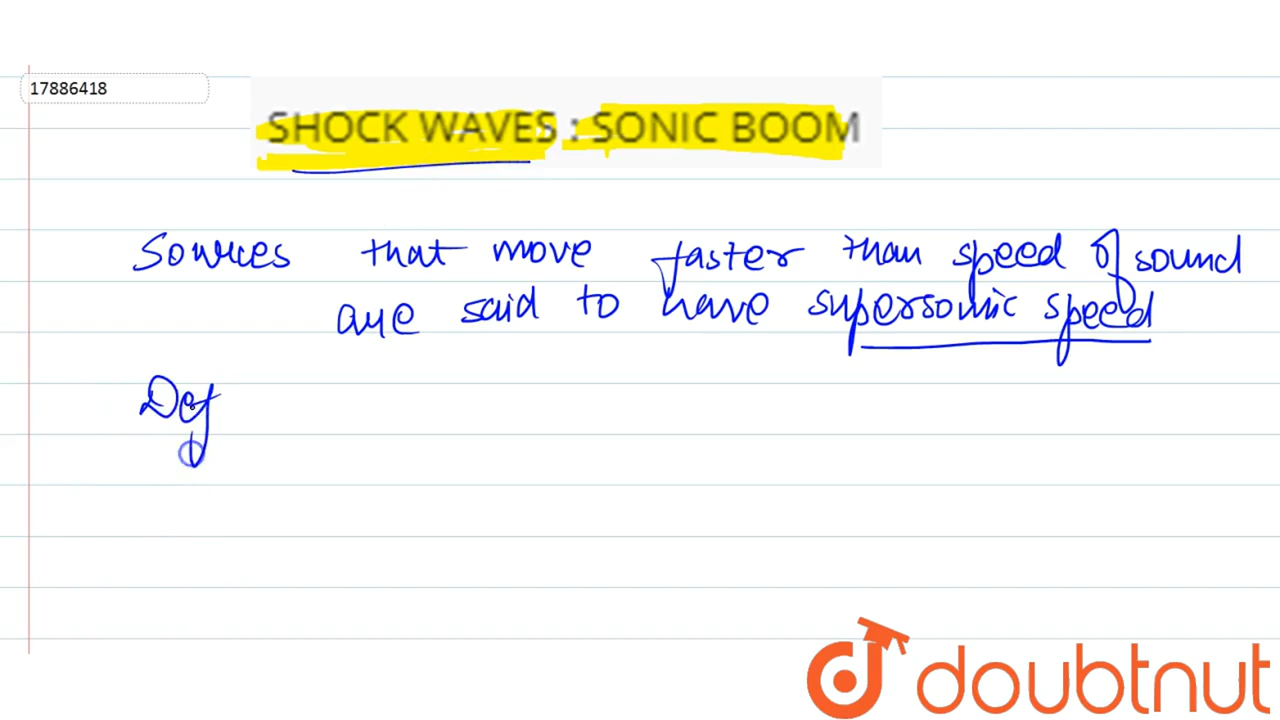 17886418
SHOCK WAVES : SONIC BOOM
Sources that move faster than speed of sound
are said to have supersonic speed
Def
doubtnut